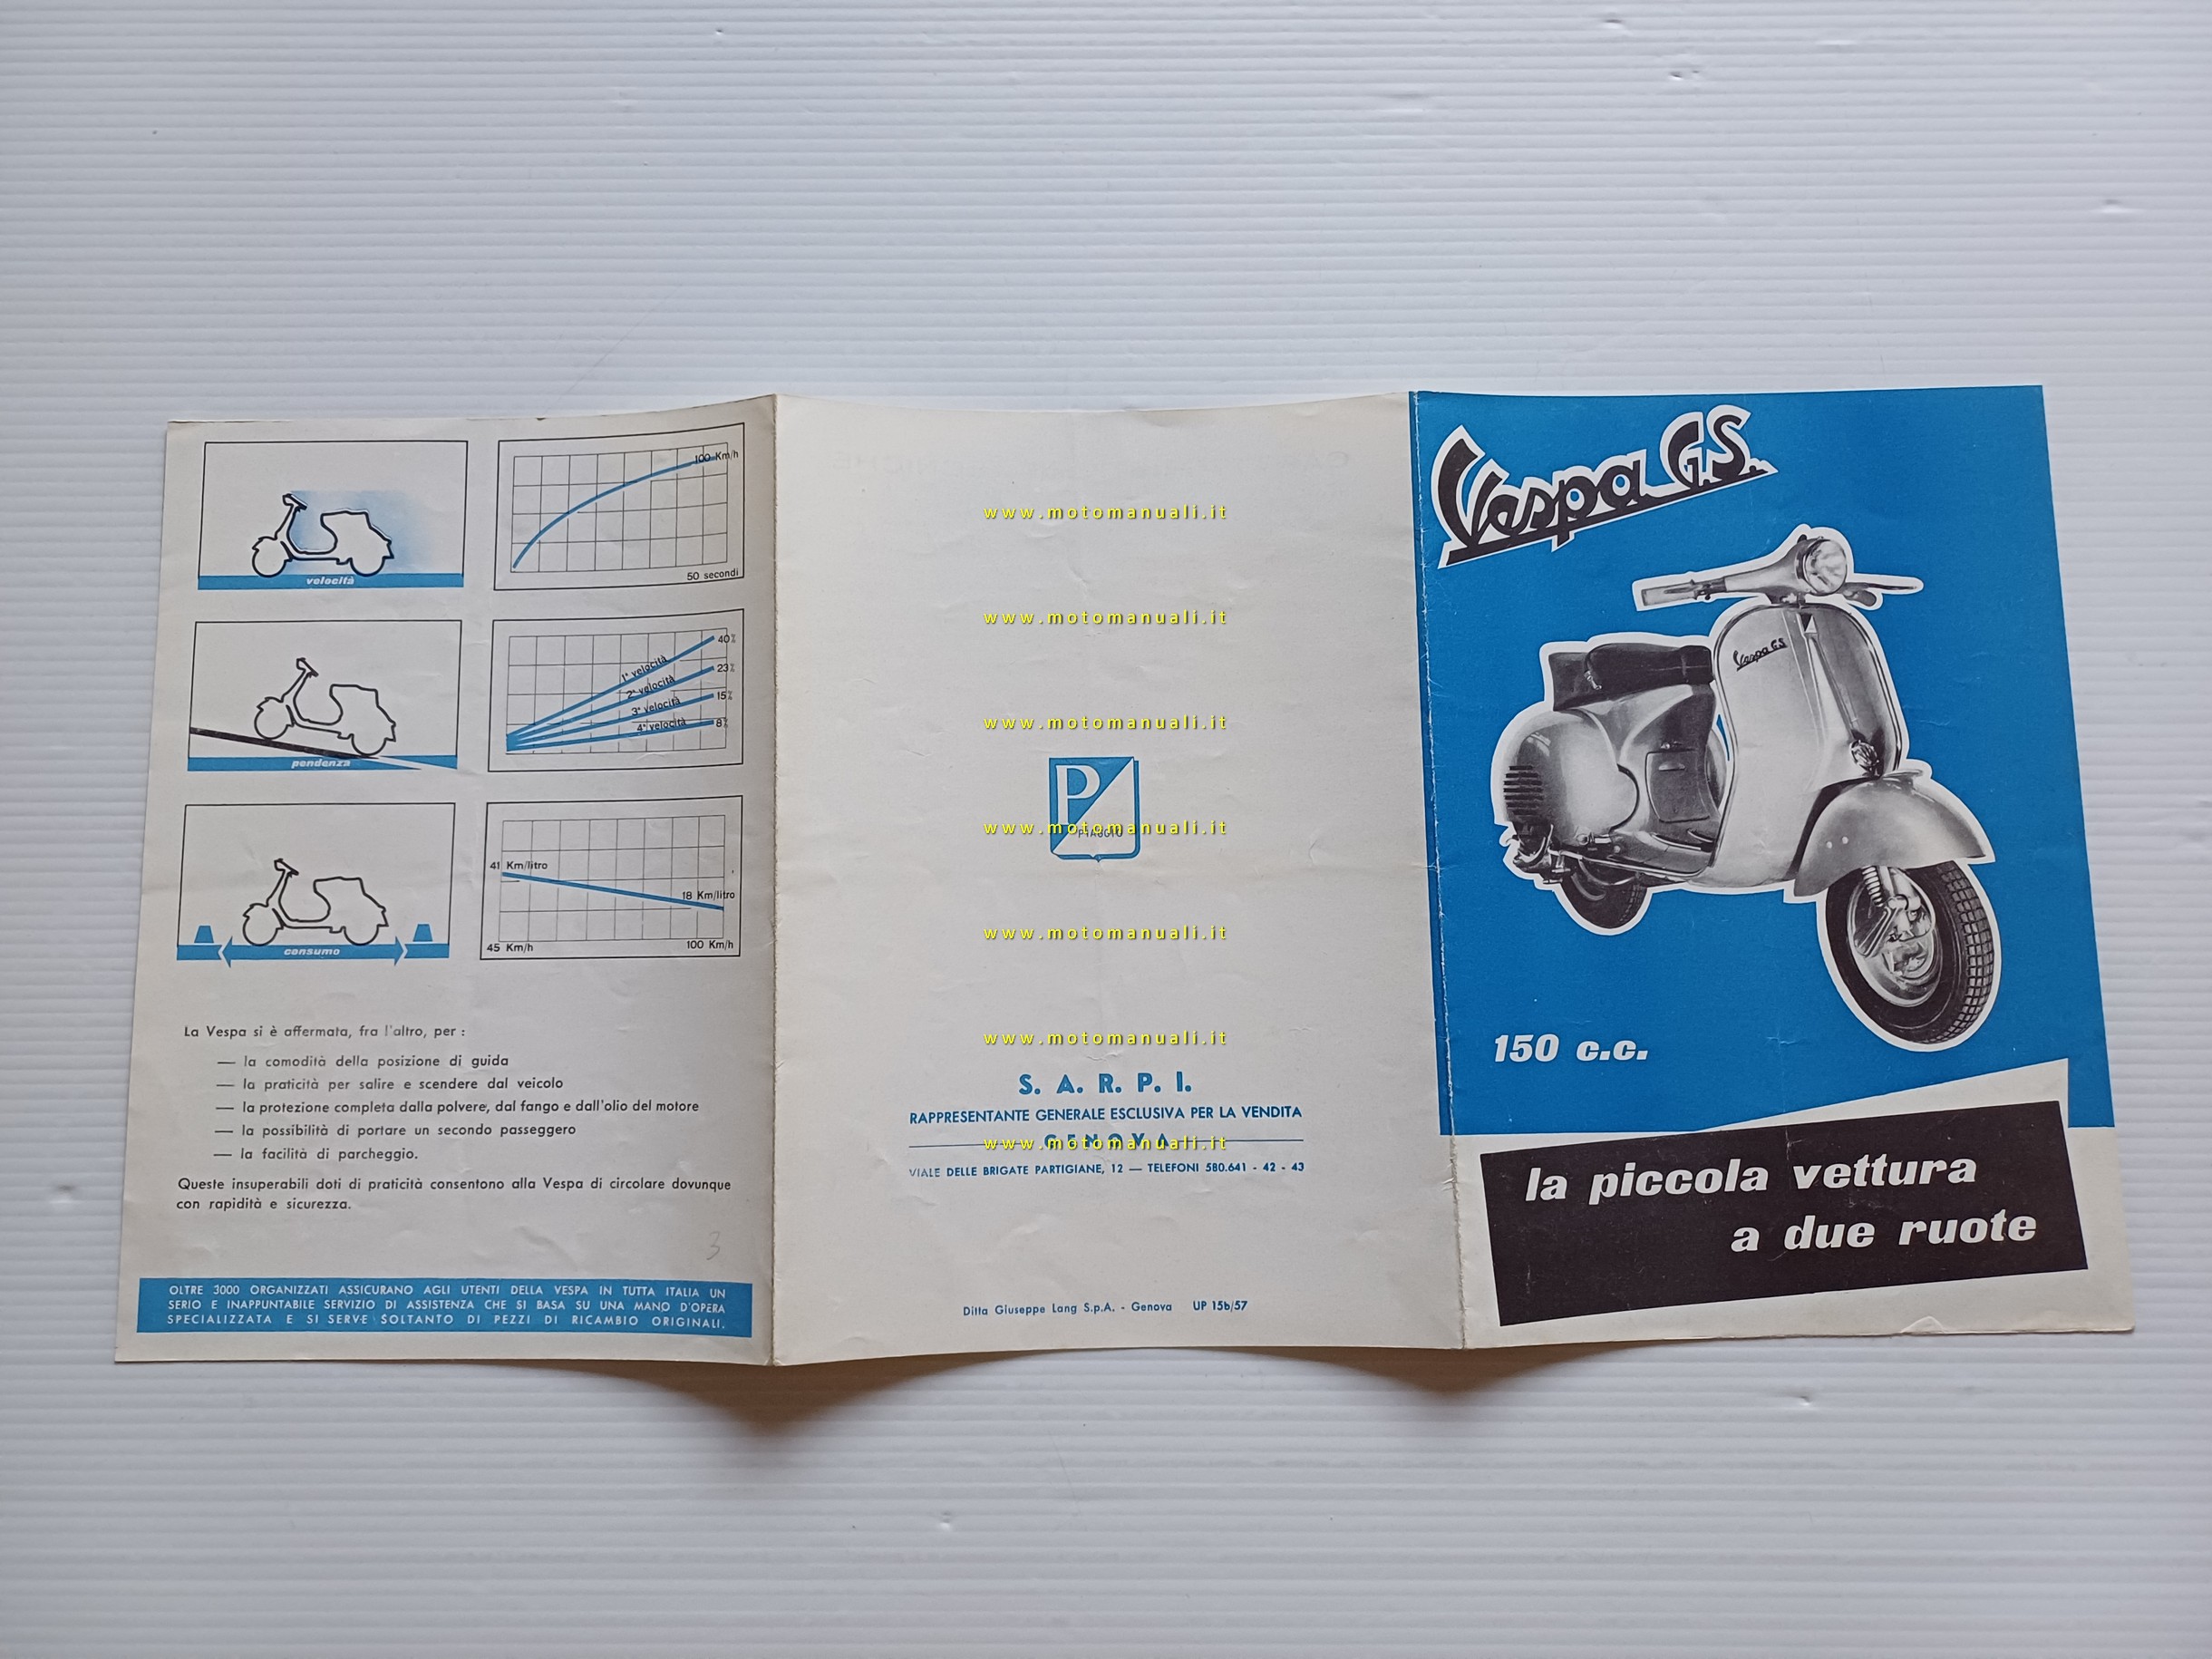 100 Km/h
50 secondi
velocità
40%
23%
15%
8%
1ª velocità
2ª velocità
3ª velocità
4ª velocità
pendenza
41 Km/litro
18 Km/litro
45 Km/h
100 Km/h
consumo
La Vespa si è affermata, fra l'altro, per :
— la comodità della posizione di guida
— la praticità per salire e scendere dal veicolo
— la protezione completa dalla polvere, dal fango e dall'olio del motore
— la possibilità di portare un secondo passeggero
— la facilità di parcheggio.
Queste insuperabili doti di praticità consentono alla Vespa di circolare dovunque
con rapidità e sicurezza.
3
OLTRE 3000 ORGANIZZATI ASSICURANO AGLI UTENTI DELLA VESPA IN TUTTA ITALIA UN
SERIO E INAPPUNTABILE SERVIZIO DI ASSISTENZA CHE SI BASA SU UNA MANO D'OPERA
SPECIALIZZATA E SI SERVE SOLTANTO DI PEZZI DI RICAMBIO ORIGINALI.
www.motomanuali.it
www.motomanuali.it
www.motomanuali.it
P
PIAGGIO
www.motomanuali.it
www.motomanuali.it
www.motomanuali.it
S. A. R. P. I.
RAPPRESENTANTE GENERALE ESCLUSIVA PER LA VENDITA
GENOVA
www.motomanuali.it
VIALE DELLE BRIGATE PARTIGIANE, 12 — TELEFONI 580.641 - 42 - 43
Ditta Giuseppe Lang S.p.A. - Genova UP 15b/57
Vespa G.S.
Vespa GS
150 c.c.
la piccola vettura
a due ruote